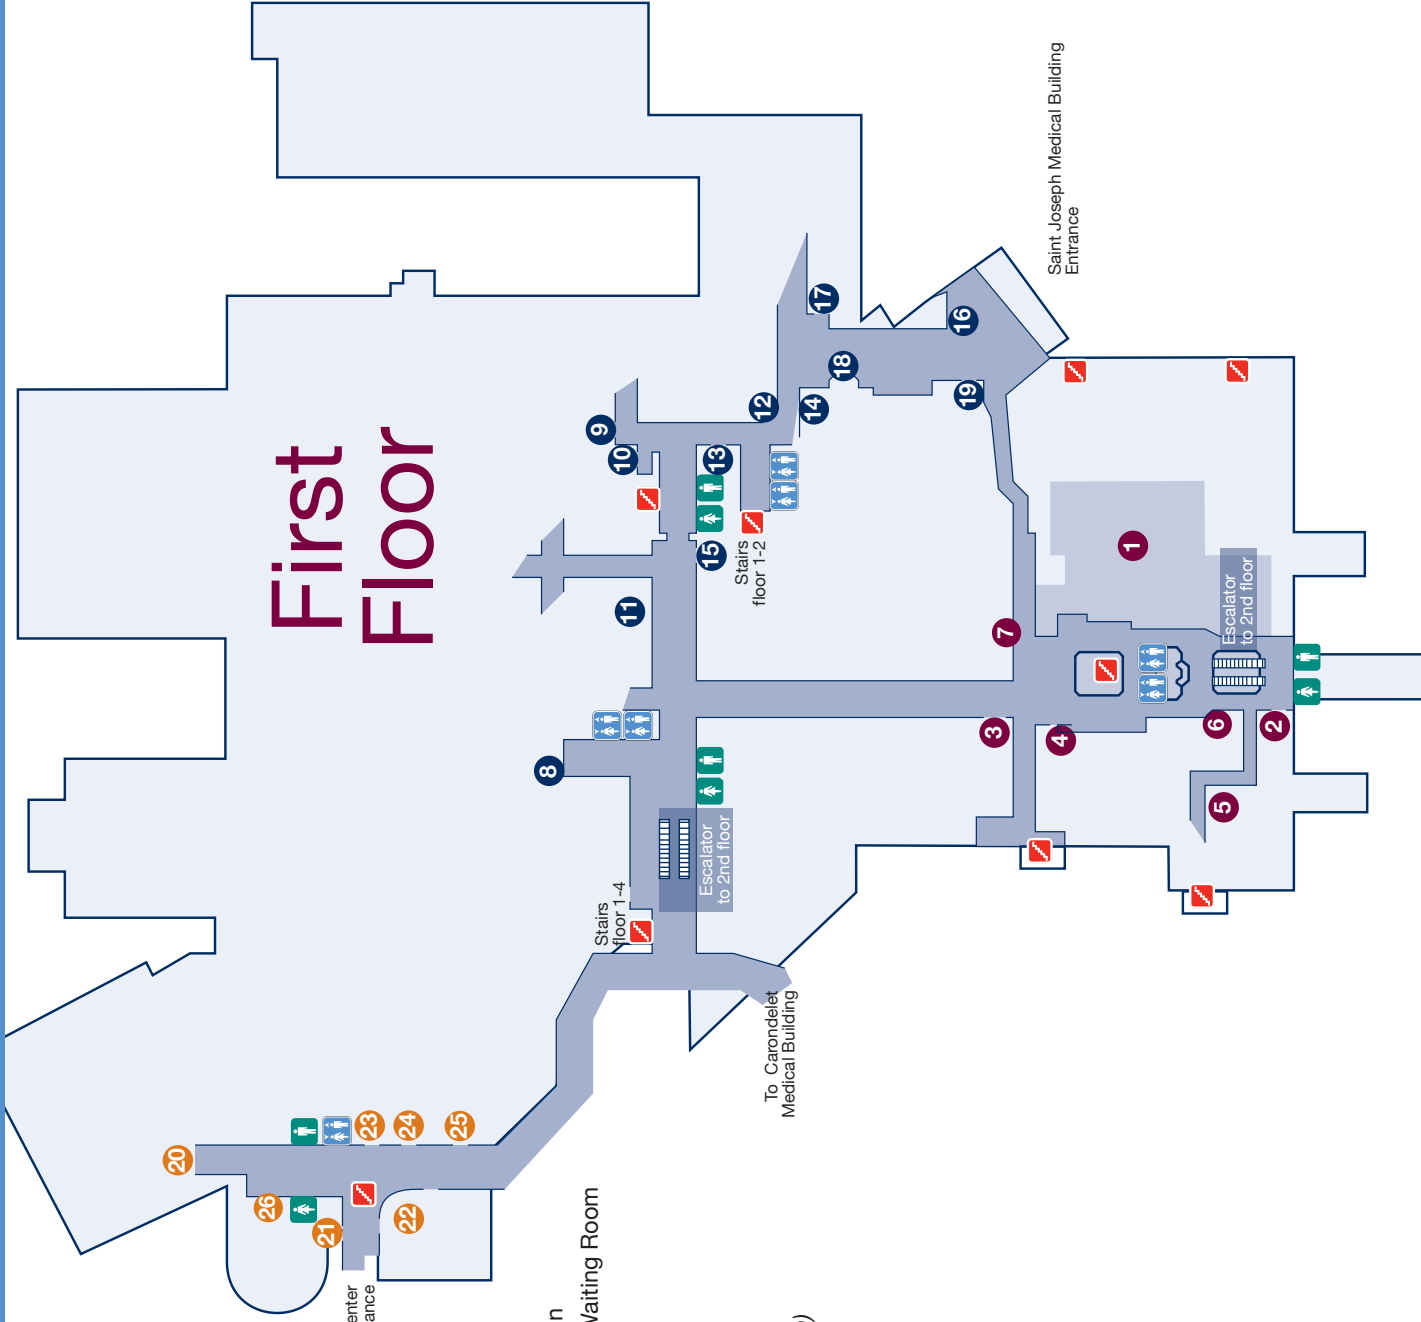 First
Floor
Saint Joseph Medical Building
Entrance
17
16
18
12
14
19
9
10
13
15
Stairs
floor 1-2
11
1
Escalator
to 2nd floor
7
3
4
6
2
5
8
Escalator
to 2nd floor
Stairs
floor 1-4
To Carondelet
Medical Building
20
23
24
25
26
21
22
enter
ance
n
Waiting Room
)